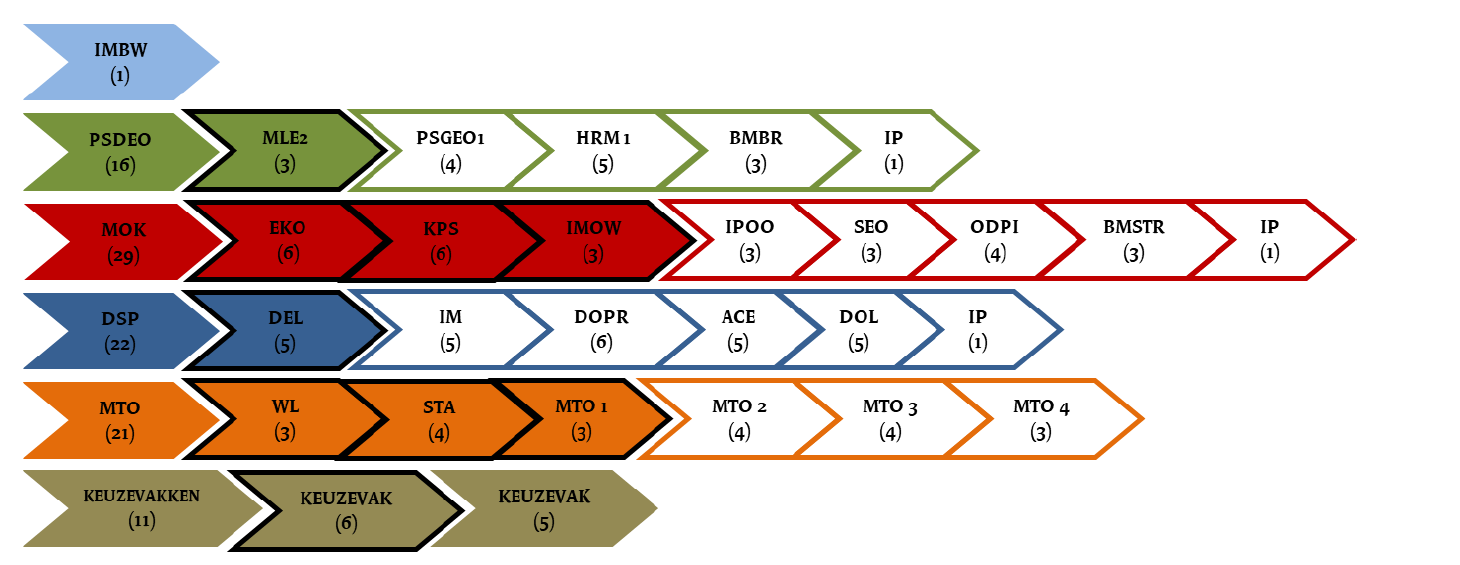 IMBW
(1)
PSDEO
(16)
MLE2
(3)
PSGEO1
(4)
HRM 1
(5)
BMBR
(3)
IP
(1)
MOK
(29)
EKO
(6)
KPS
(6)
IMOW
(3)
IPOO
(3)
SEO
(3)
ODPI
(4)
BMSTR
(3)
IP
(1)
DSP
(22)
DEL
(5)
IM
(5)
DOPR
(6)
ACE
(5)
DOL
(5)
IP
(1)
MTO
(21)
WL
(3)
STA
(4)
MTO 1
(3)
MTO 2
(4)
MTO 3
(4)
MTO 4
(3)
KEUZEVAKKEN
(11)
KEUZEVAK
(6)
KEUZEVAK
(5)